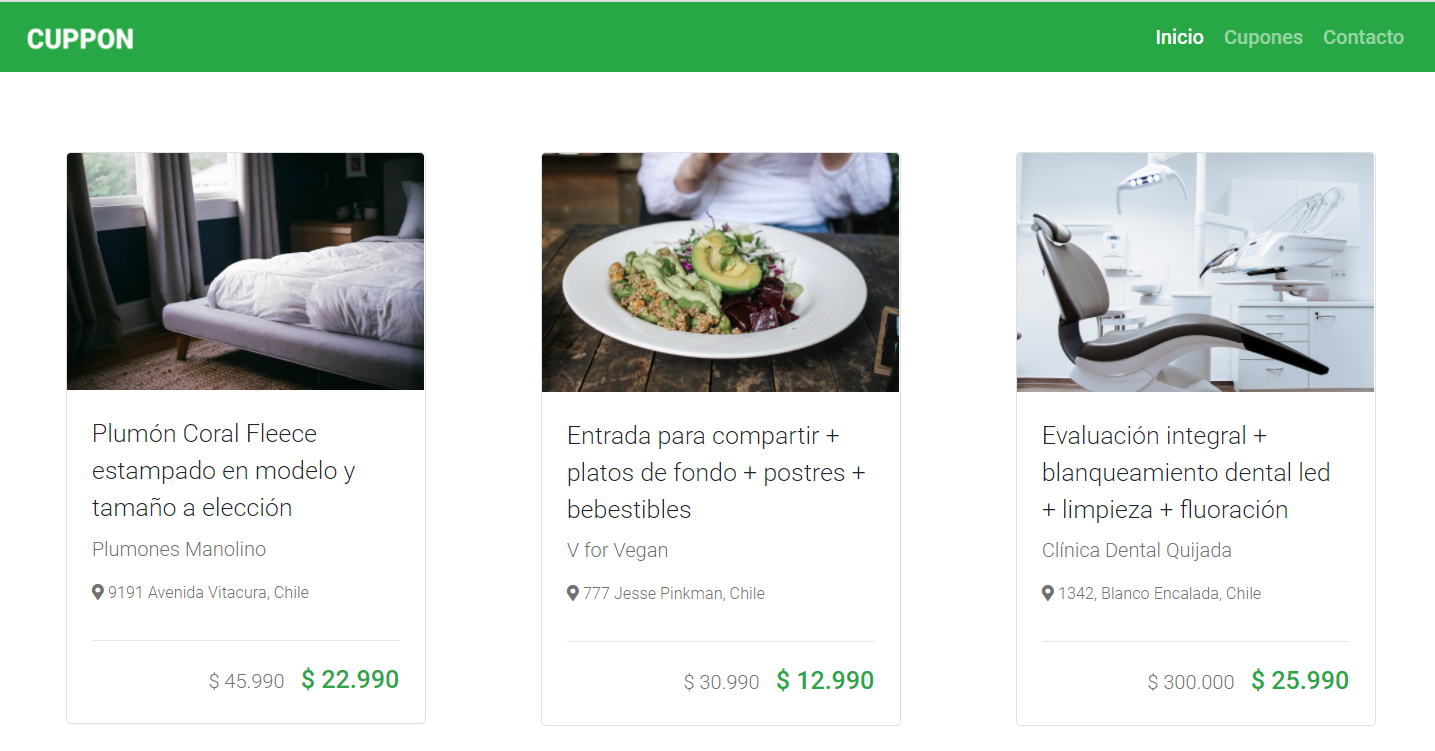 CUPPON
Inicio Cupones Contacto
Plumón Coral Fleece
estampado en modelo y
tamaño a elección
Plumones Manolino
9191 Avenida Vitacura, Chile
$ 45.990 $ 22.990
Entrada para compartir +
platos de fondo + postres +
bebestibles
V for Vegan
777 Jesse Pinkman, Chile
$ 30.990 $ 12.990
Evaluación integral +
blanqueamiento dental led
+ limpieza + fluoración
Clínica Dental Quijada
1342, Blanco Encalada, Chile
$ 300.000 $ 25.990